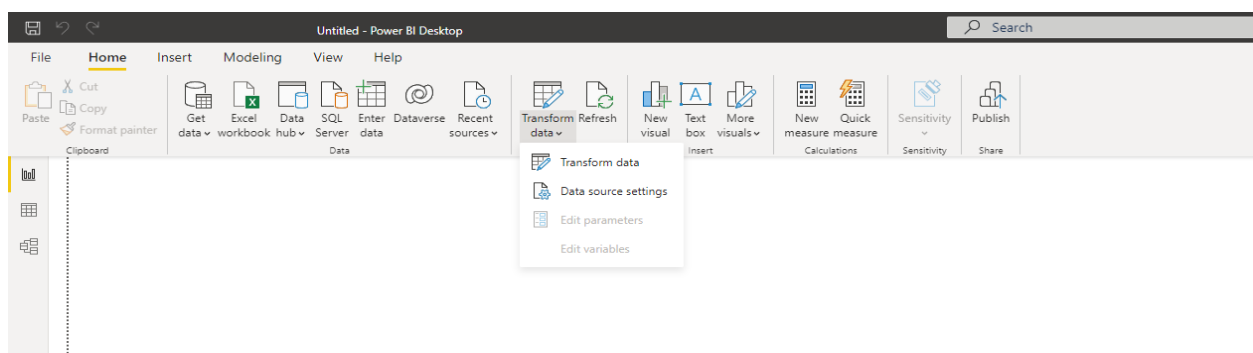 Untitled - Power BI Desktop
Search
File Home Insert Modeling View Help
Paste
Cut
Copy
Format painter
Clipboard
Get data
Excel workbook
Data hub
SQL Server
Enter data
Dataverse
Recent sources
Data
Transform data
Refresh
New visual
Text box
More visuals
Insert
New measure
Quick measure
Calculations
Sensitivity
Sensitivity
Publish
Share
Transform data
Data source settings
Edit parameters
Edit variables